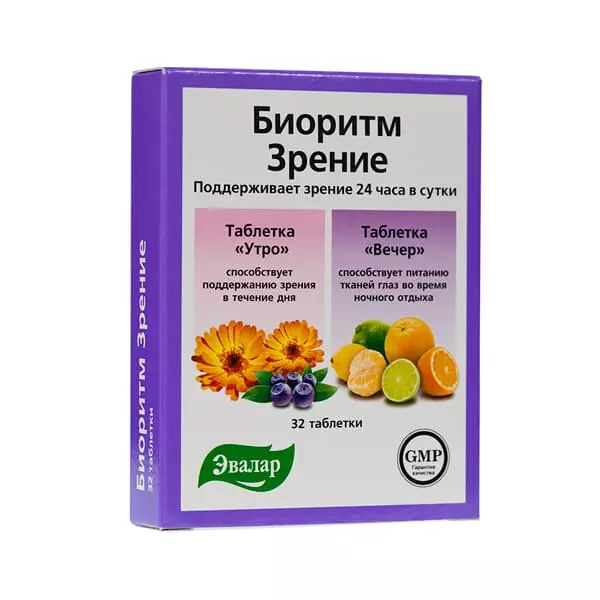 Биоритм
Зрение
Поддерживает зрение 24 часа в сутки
Таблетка
«Утро»
способствует
поддержанию зрения
в течение дня
Таблетка
«Вечер»
способствует питанию
тканей глаз во время
ночного отдыха
32 таблетки
Эвалар
GMP
Гарантия
качества
Биоритм Зрение
32 таблетки